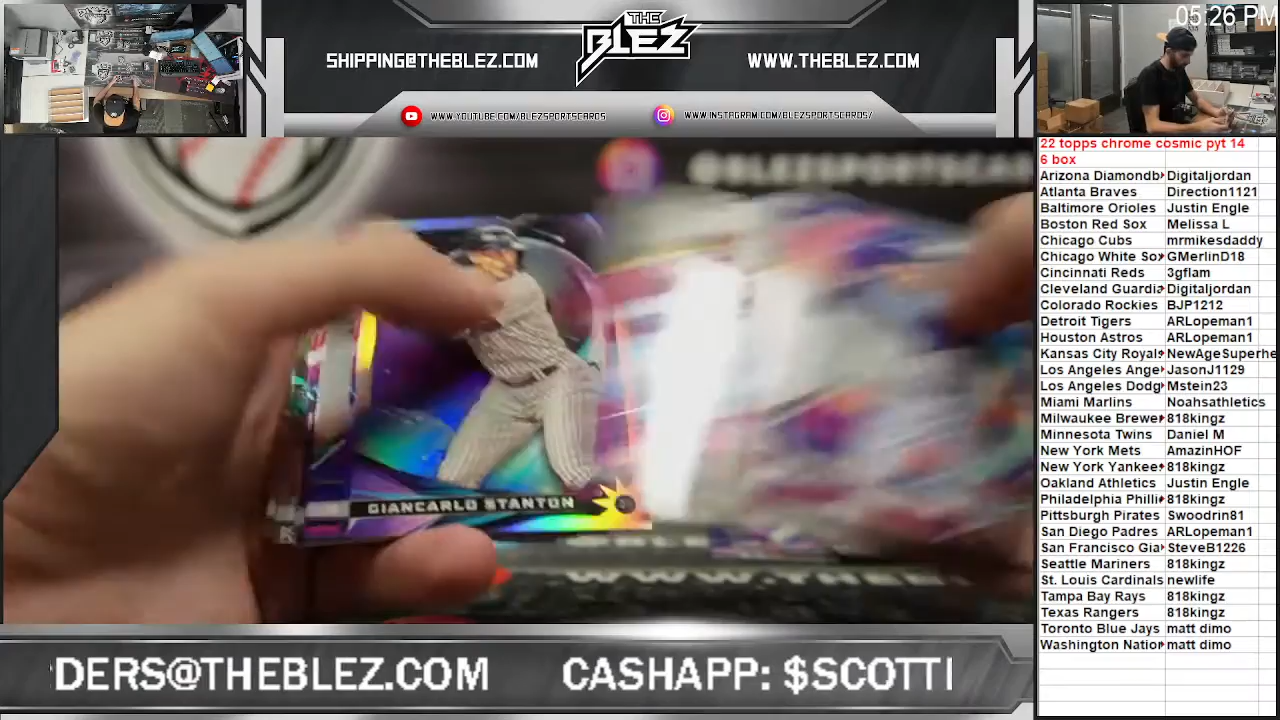 05:26 PM
THE
BLEZ
SHIPPING@THEBLEZ.COM
WWW.THEBLEZ.COM
WWW.YOUTUBE.COM/BLEZSPORTSCARDS
WWW.INSTAGRAM.COM/BLEZSPORTSCARDS/
@BLEZSPORTSCAR
GIANCARLO STANTON
22 topps chrome cosmic pyt 14
6 box
Arizona Diamondb Digitaljordan
Atlanta Braves Direction1121
Baltimore Orioles Justin Engle
Boston Red Sox Melissa L
Chicago Cubs mrmikesdaddy
Chicago White Sox GMerlinD18
Cincinnati Reds 3gflam
Cleveland Guardia Digitaljordan
Colorado Rockies BJP1212
Detroit Tigers ARLopeman1
Houston Astros ARLopeman1
Kansas City Royals NewAgeSuperhe
Los Angeles Ange JasonJ1129
Los Angeles Dodg Mstein23
Miami Marlins Noahsathletics
Milwaukee Brewe 818kingz
Minnesota Twins Daniel M
New York Mets AmazinHOF
New York Yankee 818kingz
Oakland Athletics Justin Engle
Philadelphia Philli 818kingz
Pittsburgh Pirates Swoodrin81
San Diego Padres ARLopeman1
San Francisco Gia SteveB1226
Seattle Mariners 818kingz
St. Louis Cardinals newlife
Tampa Bay Rays 818kingz
Texas Rangers 818kingz
Toronto Blue Jays matt dimo
Washington Nation matt dimo
DERS@THEBLEZ.COM CASHAPP: $SCOTTI